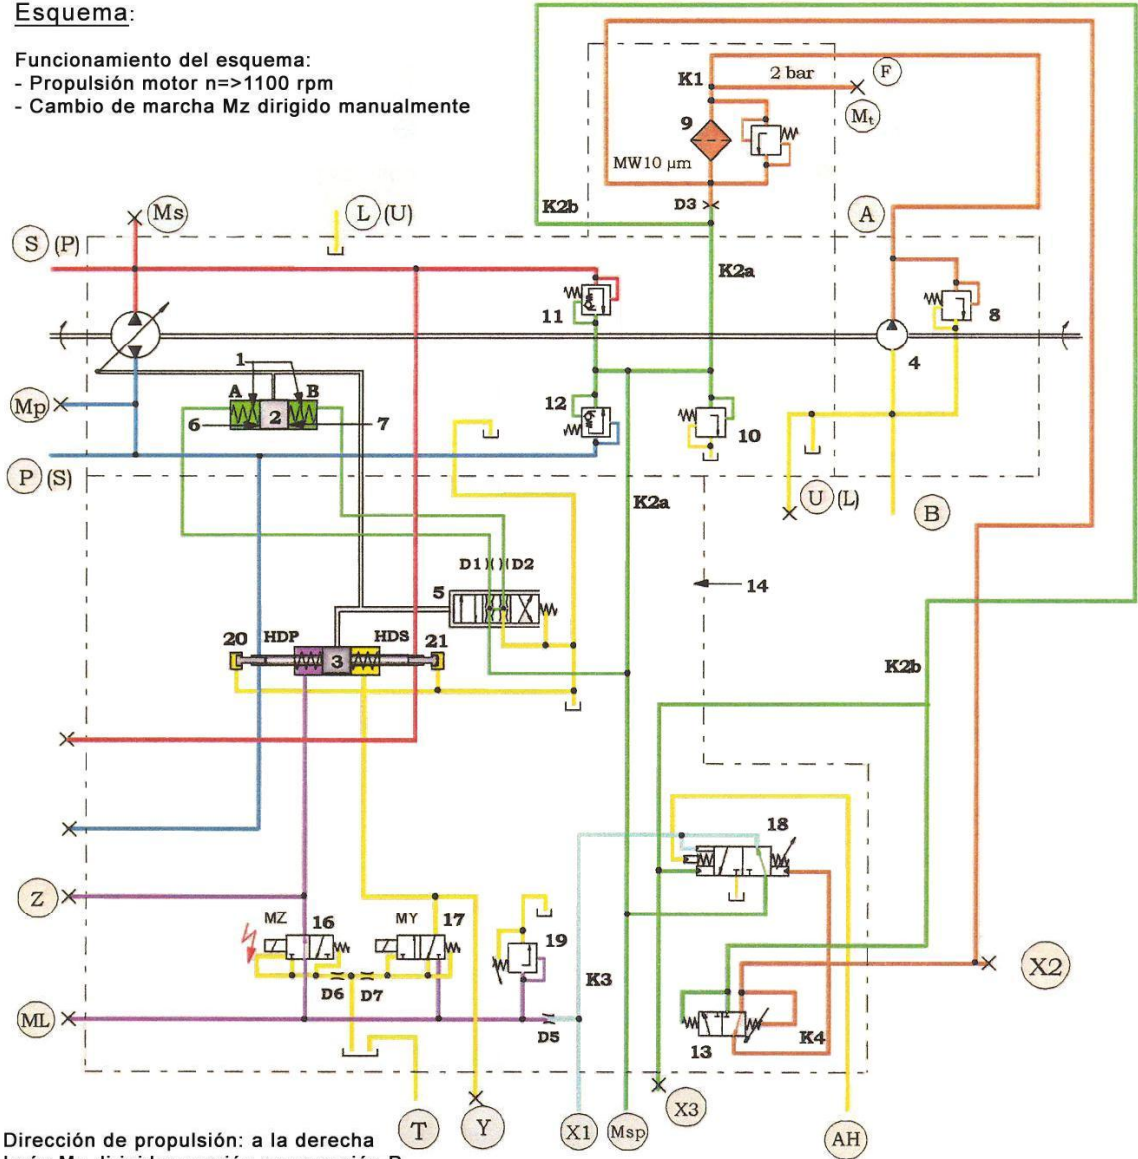 Esquema:
Funcionamiento del esquema:
- Propulsión motor n=>1100 rpm
- Cambio de marcha Mz dirigido manualmente
K1
2 bar
F
Mt
9
MW10 µm
D3
K2b
A
Ms
L (U)
S (P)
K2a
11
8
4
1
A
B
Mp
12
6
2
7
10
P (S)
K2a
U (L)
B
D1
D2
14
5
20
HDP
HDS
21
3
K2b
18
Z
MZ
16
MY
17
19
X2
K3
D6
D7
ML
D5
13
K4
X3
T
Y
X1
Msp
AH
Dirección de propulsión: a la derecha